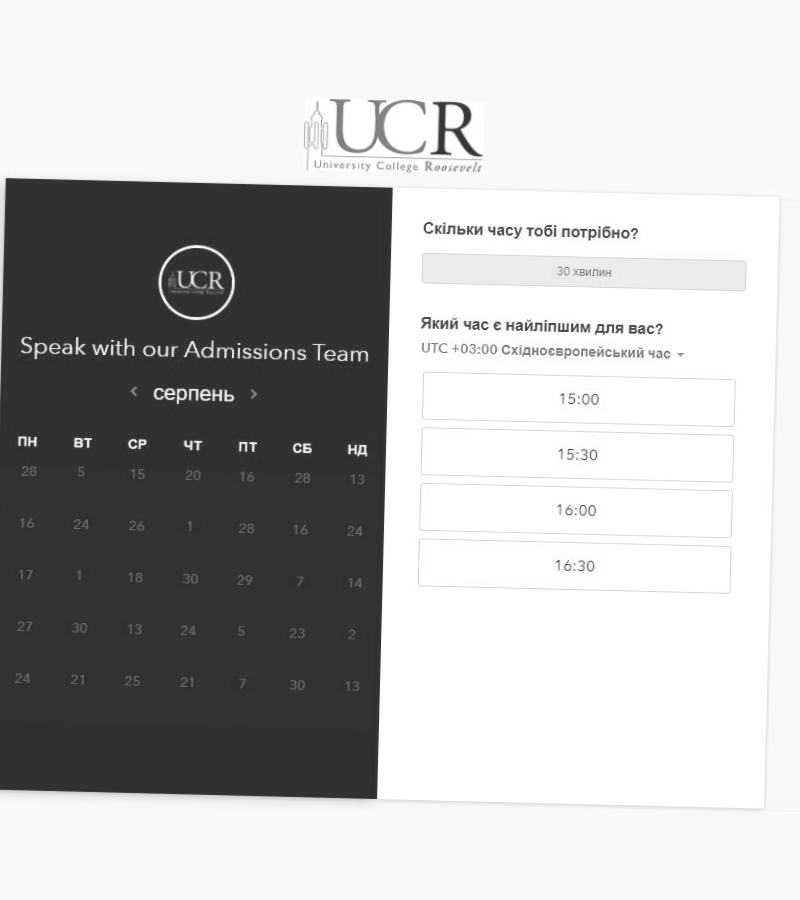 UCR
University College Roosevelt
UCR
Speak with our Admissions Team
серпень
ПН ВТ СР ЧТ ПТ СБ НД
28 5 15 20 16 28 13
16 24 26 1 28 16 24
17 1 18 30 29 7 14
27 30 13 24 5 23 2
24 21 25 21 7 30 13
Скільки часу тобі потрібно?
30 хвилин
Який час є найліпшим для вас?
UTC +03:00 Східноєвропейський час
15:00
15:30
16:00
16:30